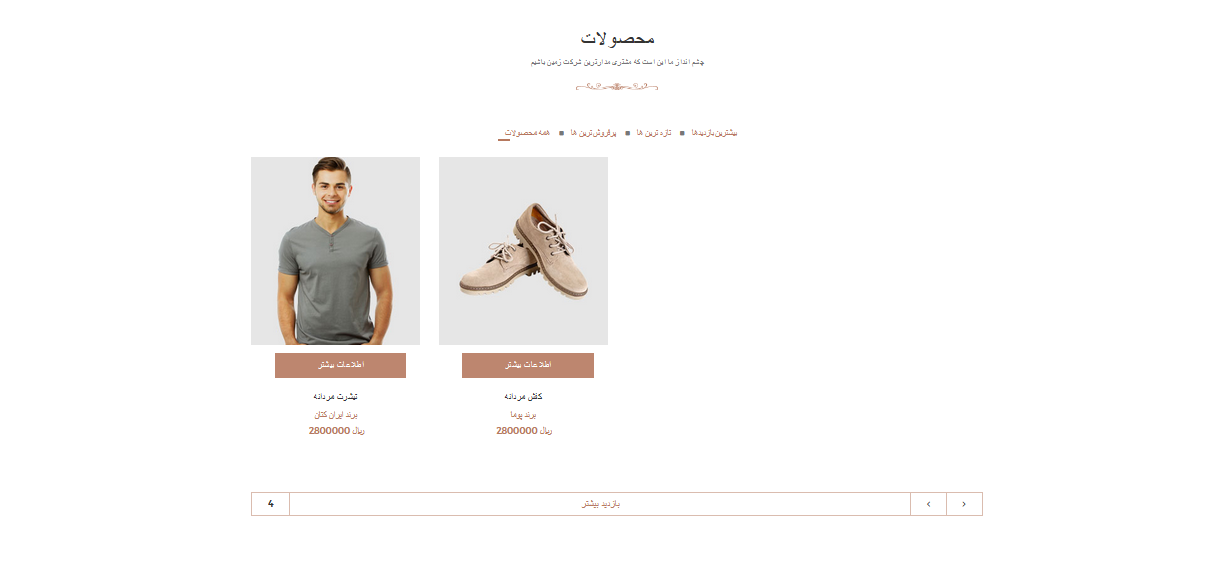 محصولات
چشم انداز ما این است که مشتری مدارترین شرکت زمین باشیم
بیشترین بازدیدها ■ تازه ترین ها ■ پرفروش‌ترین ها ■ همه محصولات
اطلاعات بیشتر
تیشرت مردانه
برند ایران کتان
ریال 2800000
اطلاعات بیشتر
کفش مردانه
برند پوما
ریال 2800000
4 بازدید بیشتر